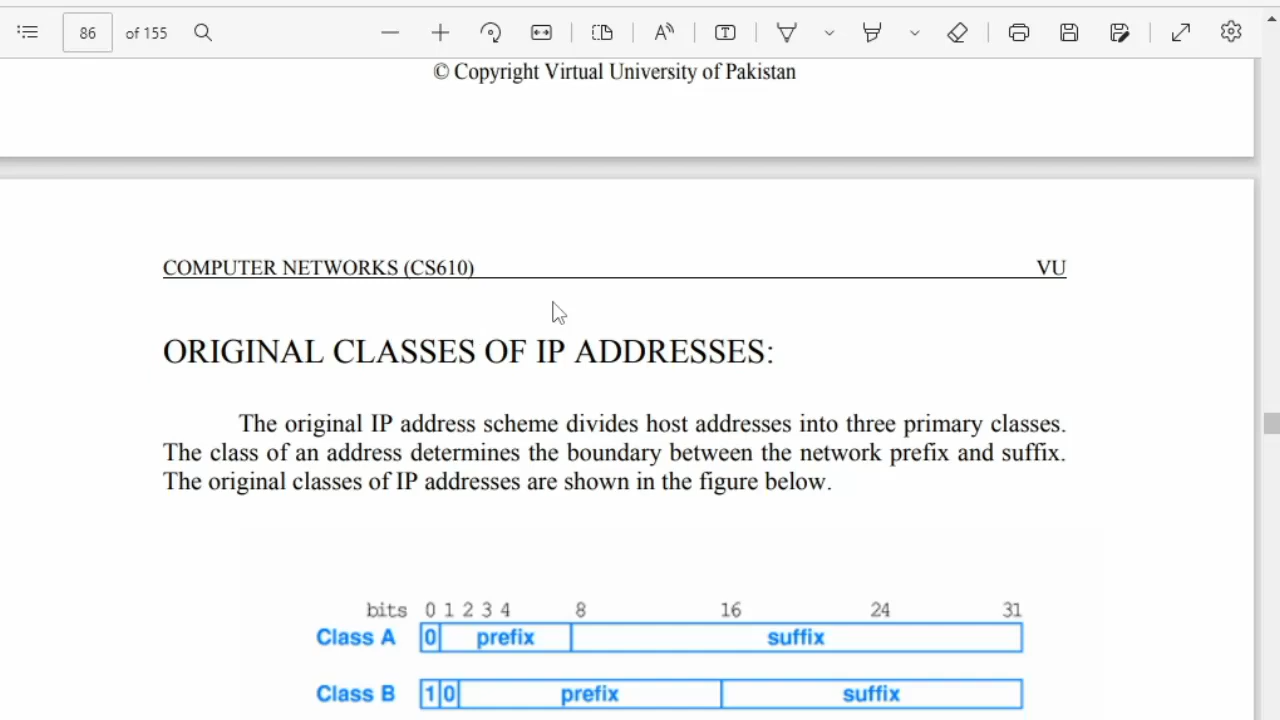 86 of 155
© Copyright Virtual University of Pakistan
COMPUTER NETWORKS (CS610) VU
ORIGINAL CLASSES OF IP ADDRESSES:
The original IP address scheme divides host addresses into three primary classes.
The class of an address determines the boundary between the network prefix and suffix.
The original classes of IP addresses are shown in the figure below.
bits 0 1 2 3 4 8 16 24 31
Class A 0 prefix suffix
Class B 1 0 prefix suffix